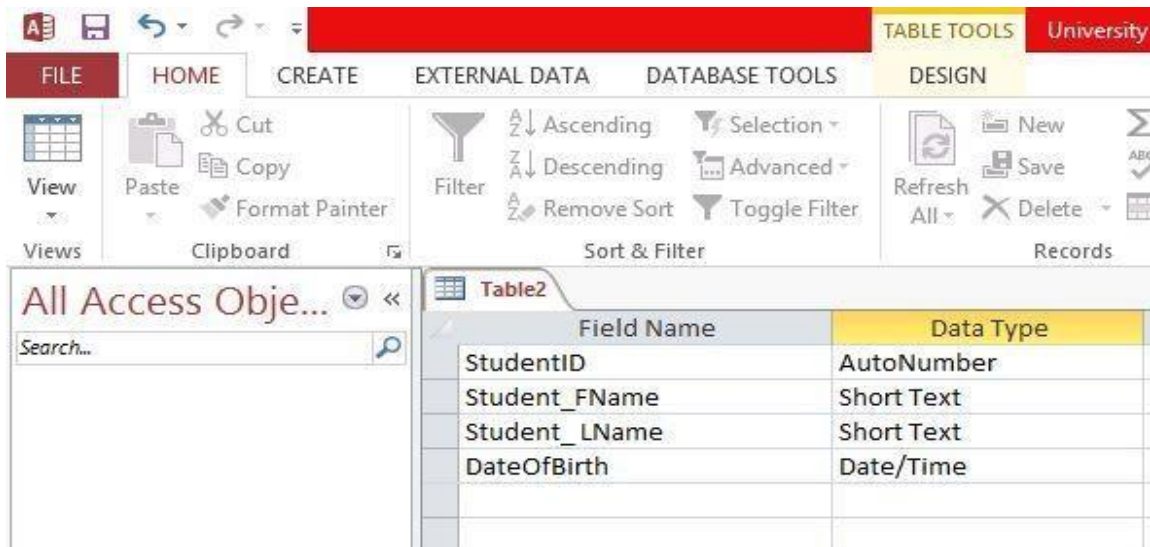 TABLE TOOLS University
FILE HOME CREATE EXTERNAL DATA DATABASE TOOLS DESIGN
View
Paste
Cut
Copy
Format Painter
Filter
Ascending
Descending
Remove Sort
Selection
Advanced
Toggle Filter
Refresh
All
New
Save
Delete
Views Clipboard Sort & Filter Records
All Access Obje...
Search...
Table2
Field Name Data Type
StudentID AutoNumber
Student_FName Short Text
Student_ LName Short Text
DateOfBirth Date/Time